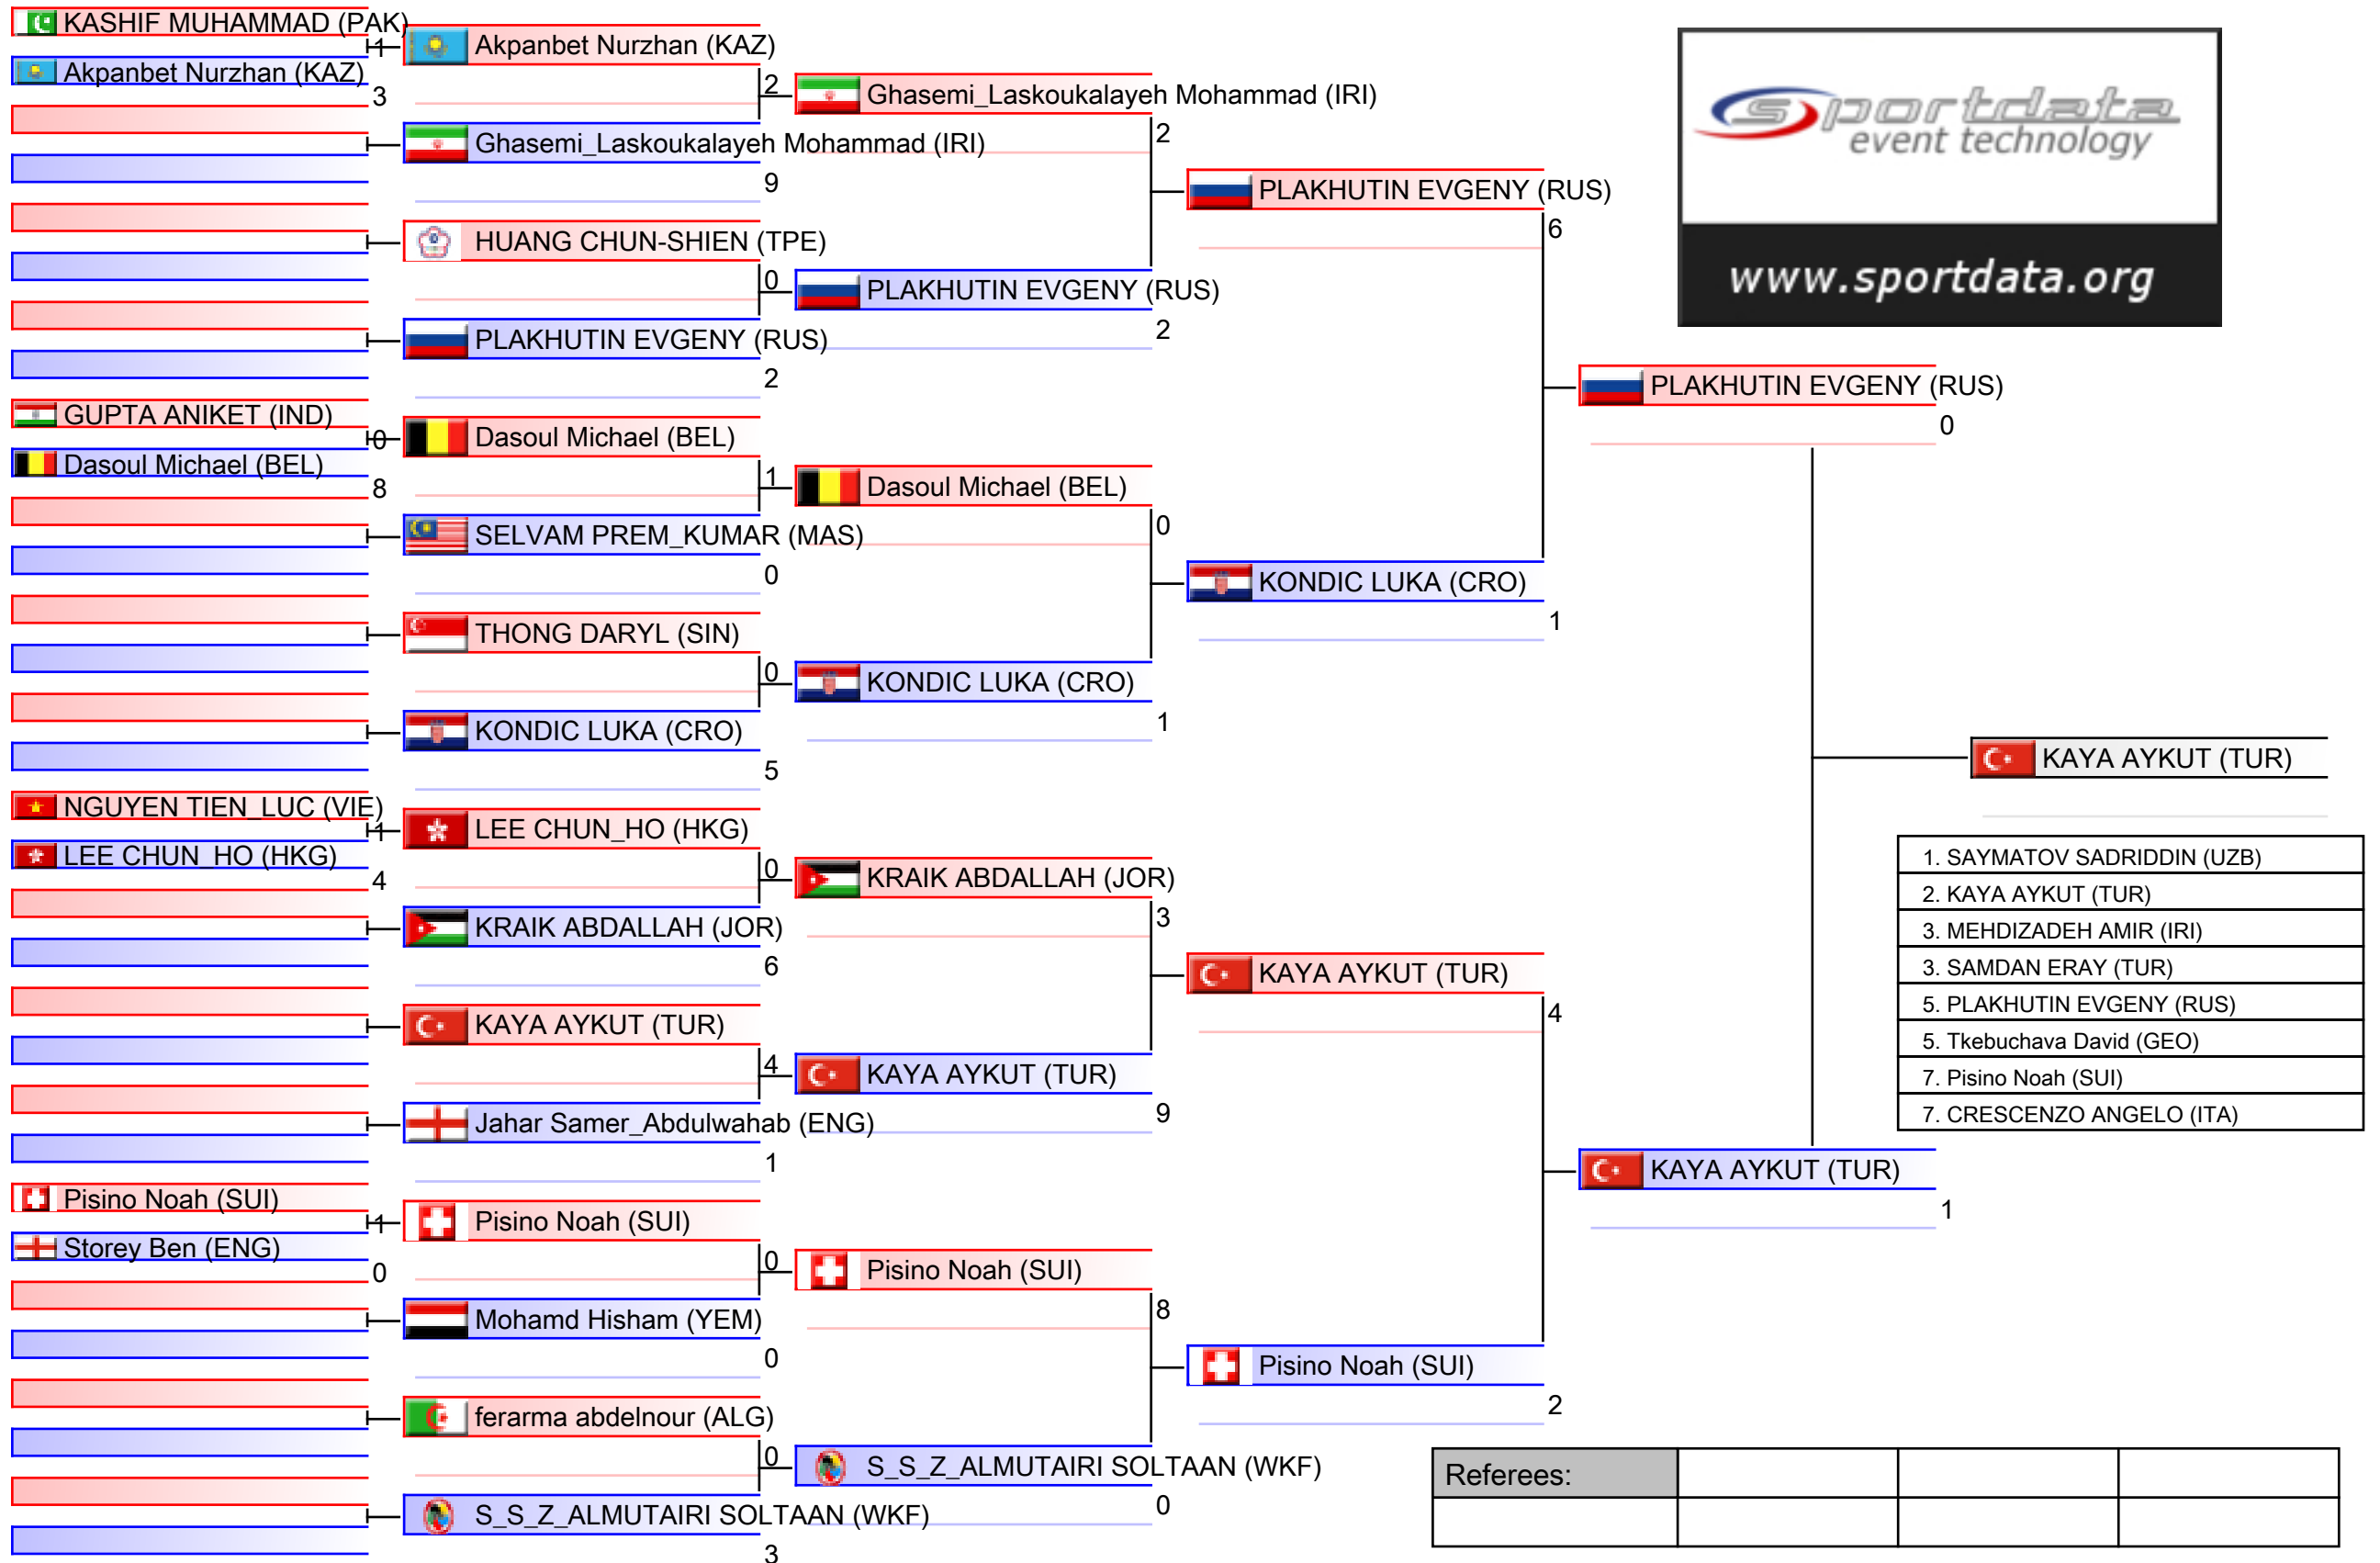 KASHIF MUHAMMAD (PAK)
1
Akpanbet Nurzhan (KAZ)
3
GUPTA ANIKET (IND)
0
Dasoul Michael (BEL)
8
NGUYEN TIEN_LUC (VIE)
1
LEE CHUN_HO (HKG)
4
Pisino Noah (SUI)
1
Storey Ben (ENG)
0
Akpanbet Nurzhan (KAZ)
2
Ghasemi_Laskoukalayeh Mohammad (IRI)
9
HUANG CHUN-SHIEN (TPE)
0
PLAKHUTIN EVGENY (RUS)
2
Dasoul Michael (BEL)
1
SELVAM PREM_KUMAR (MAS)
0
THONG DARYL (SIN)
0
KONDIC LUKA (CRO)
5
LEE CHUN_HO (HKG)
0
KRAIK ABDALLAH (JOR)
6
KAYA AYKUT (TUR)
4
Jahar Samer_Abdulwahab (ENG)
1
Pisino Noah (SUI)
0
Mohamd Hisham (YEM)
0
ferarma abdelnour (ALG)
0
S_S_Z_ALMUTAIRI SOLTAAN (WKF)
3
Ghasemi_Laskoukalayeh Mohammad (IRI)
2
PLAKHUTIN EVGENY (RUS)
2
Dasoul Michael (BEL)
0
KONDIC LUKA (CRO)
1
KRAIK ABDALLAH (JOR)
3
KAYA AYKUT (TUR)
9
Pisino Noah (SUI)
8
S_S_Z_ALMUTAIRI SOLTAAN (WKF)
0
PLAKHUTIN EVGENY (RUS)
6
KONDIC LUKA (CRO)
1
KAYA AYKUT (TUR)
4
Pisino Noah (SUI)
2
PLAKHUTIN EVGENY (RUS)
0
KAYA AYKUT (TUR)
1
KAYA AYKUT (TUR)
sportdata
event technology
www.sportdata.org
1. SAYMATOV SADRIDDIN (UZB)
2. KAYA AYKUT (TUR)
3. MEHDIZADEH AMIR (IRI)
3. SAMDAN ERAY (TUR)
5. PLAKHUTIN EVGENY (RUS)
5. Tkebuchava David (GEO)
7. Pisino Noah (SUI)
7. CRESCENZO ANGELO (ITA)
Referees: